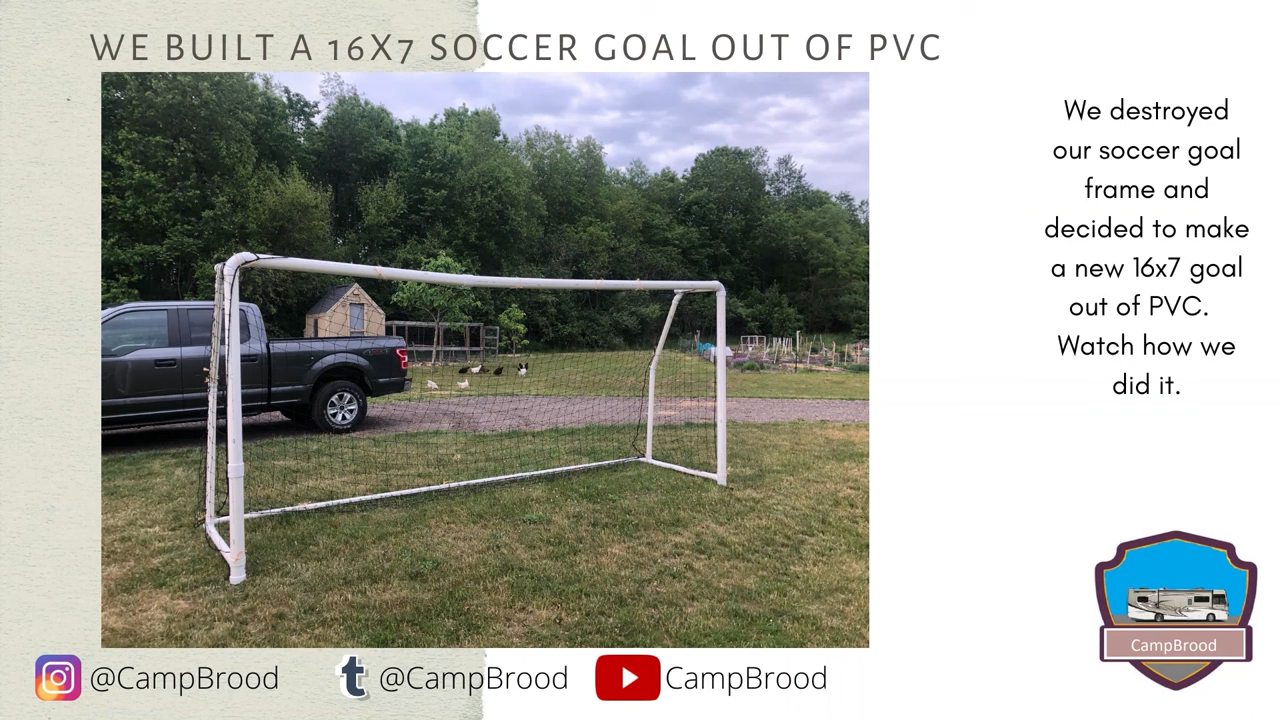 WE BUILT A 16X7 SOCCER GOAL OUT OF PVC
We destroyed
our soccer goal
frame and
decided to make
a new 16x7 goal
out of PVC.
Watch how we
did it.
CampBrood
@CampBrood
@CampBrood
CampBrood